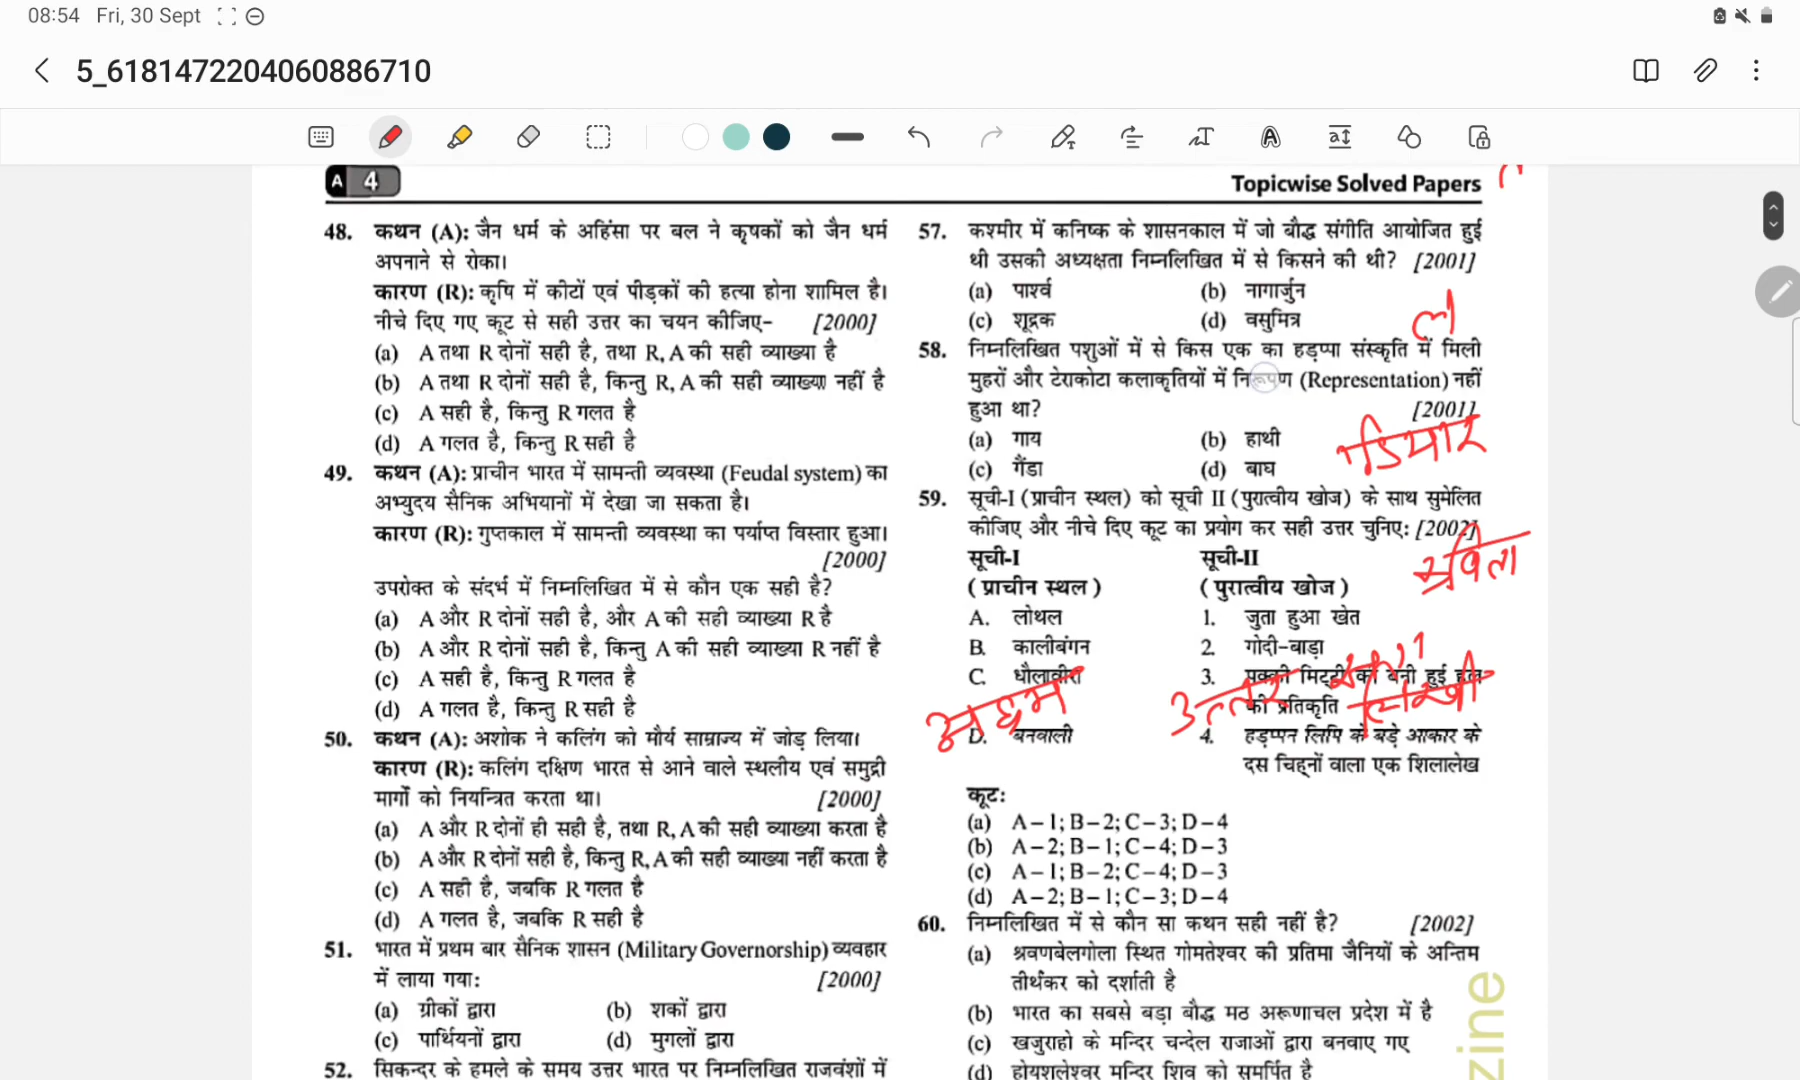 08:54 Fri, 30 Sept
5_6181472204060886710
A 4
Topicwise Solved Papers
48. कथन (A): जैन धर्म के अहिंसा पर बल ने कृषकों को जैन धर्म
अपनाने से रोका।
कारण (R): कृषि में कीटों एवं पीड़कों की हत्या होना शामिल है।
नीचे दिए गए कूट से सही उत्तर का चयन कीजिए- [2000]
(a) A तथा R दोनों सही है, तथा R, A की सही व्याख्या है
(b) A तथा R दोनों सही है, किन्तु R, A की सही व्याख्या नहीं है
(c) A सही है, किन्तु R गलत है
(d) A गलत है, किन्तु R सही है
49. कथन (A): प्राचीन भारत में सामन्ती व्यवस्था (Feudal system) का
अभ्युदय सैनिक अभियानों में देखा जा सकता है।
कारण (R): गुप्तकाल में सामन्ती व्यवस्था का पर्याप्त विस्तार हुआ।
[2000]
उपरोक्त के संदर्भ में निम्नलिखित में से कौन एक सही है?
(a) A और R दोनों सही है, और A की सही व्याख्या R है
(b) A और R दोनों सही है, किन्तु A की सही व्याख्या R नहीं है
(c) A सही है, किन्तु R गलत है
(d) A गलत है, किन्तु R सही है
50. कथन (A): अशोक ने कलिंग को मौर्य साम्राज्य में जोड़ लिया।
कारण (R): कलिंग दक्षिण भारत से आने वाले स्थलीय एवं समुद्री
मार्गों को नियन्त्रित करता था। [2000]
(a) A और R दोनों ही सही है, तथा R, A की सही व्याख्या करता है
(b) A और R दोनों सही है, किन्तु R, A की सही व्याख्या नहीं करता है
(c) A सही है, जबकि R गलत है
(d) A गलत है, जबकि R सही है
51. भारत में प्रथम बार सैनिक शासन (Military Governorship) व्यवहार
में लाया गया: [2000]
(a) ग्रीकों द्वारा (b) शकों द्वारा
(c) पार्थियनों द्वारा (d) मुगलों द्वारा
52. सिकन्दर के हमले के समय उत्तर भारत पर निम्नलिखित राजवंशों में
57. कश्मीर में कनिष्क के शासनकाल में जो बौद्ध संगीति आयोजित हुई
थी उसकी अध्यक्षता निम्नलिखित में से किसने की थी? [2001]
(a) पार्श्व (b) नागार्जुन
(c) शूद्रक (d) वसुमित्र
58. निम्नलिखित पशुओं में से किस एक का हड़प्पा संस्कृति में मिली
मुहरों और टेराकोटा कलाकृतियों में निरूपण (Representation) नहीं
हुआ था? [2001]
(a) गाय (b) हाथी
(c) गैंडा (d) बाघ
59. सूची-I (प्राचीन स्थल) को सूची II (पुरात्वीय खोज) के साथ सुमेलित
कीजिए और नीचे दिए कूट का प्रयोग कर सही उत्तर चुनिए: [2002]
सूची-I सूची-II
(प्राचीन स्थल) (पुरात्वीय खोज)
A. लोथल 1. जुता हुआ खेत
B. कालीबंगन 2. गोदी-बाड़ा
C. धौलावीरा 3. पक्की मिट्टी की बनी हुई हल
की प्रतिकृति
D. बनवाली 4. हड़प्पन लिपि के बड़े आकार के
दस चिह्नों वाला एक शिलालेख
कूट:
(a) A – 1; B – 2; C – 3; D – 4
(b) A – 2; B – 1; C – 4; D – 3
(c) A – 1; B – 2; C – 4; D – 3
(d) A – 2; B – 1; C – 3; D – 4
60. निम्नलिखित में से कौन सा कथन सही नहीं है? [2002]
(a) श्रवणबेलगोला स्थित गोमतेश्वर की प्रतिमा जैनियों के अन्तिम
तीर्थंकर को दर्शाती है
(b) भारत का सबसे बड़ा बौद्ध मठ अरूणाचल प्रदेश में है
(c) खजुराहो के मन्दिर चन्देल राजाओं द्वारा बनवाए गए
(d) होयशलेश्वर मन्दिर शिव को समर्पित है
उत्तर
zine